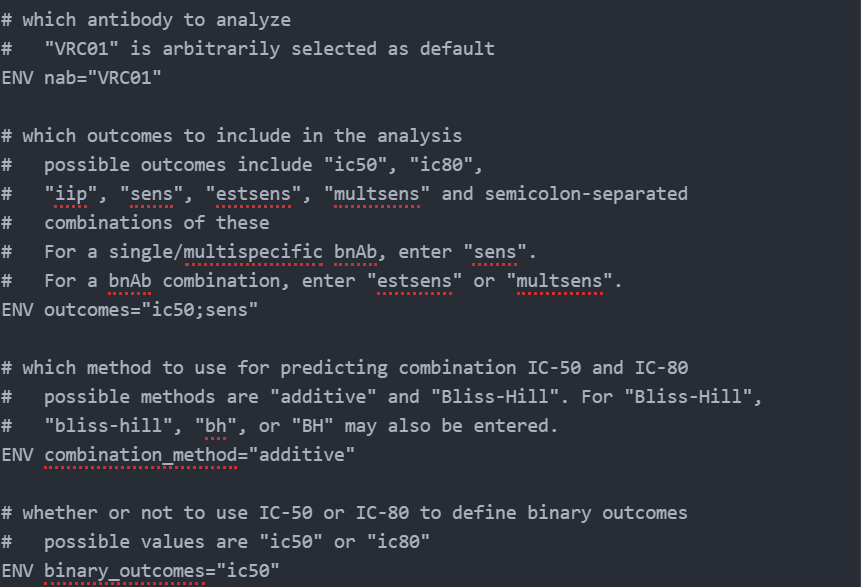 # which antibody to analyze
#   "VRC01" is arbitrarily selected as default
ENV nab="VRC01"

# which outcomes to include in the analysis
#   possible outcomes include "ic50", "ic80",
#   "iip", "sens", "estsens", "multsens" and semicolon-separated
#   combinations of these
#   For a single/multispecific bnAb, enter "sens".
#   For a bnAb combination, enter "estsens" or "multsens".
ENV outcomes="ic50;sens"

# which method to use for predicting combination IC-50 and IC-80
#   possible methods are "additive" and "Bliss-Hill". For "Bliss-Hill",
#   "bliss-hill", "bh", or "BH" may also be entered.
ENV combination_method="additive"

# whether or not to use IC-50 or IC-80 to define binary outcomes
#   possible values are "ic50" or "ic80"
ENV binary_outcomes="ic50"